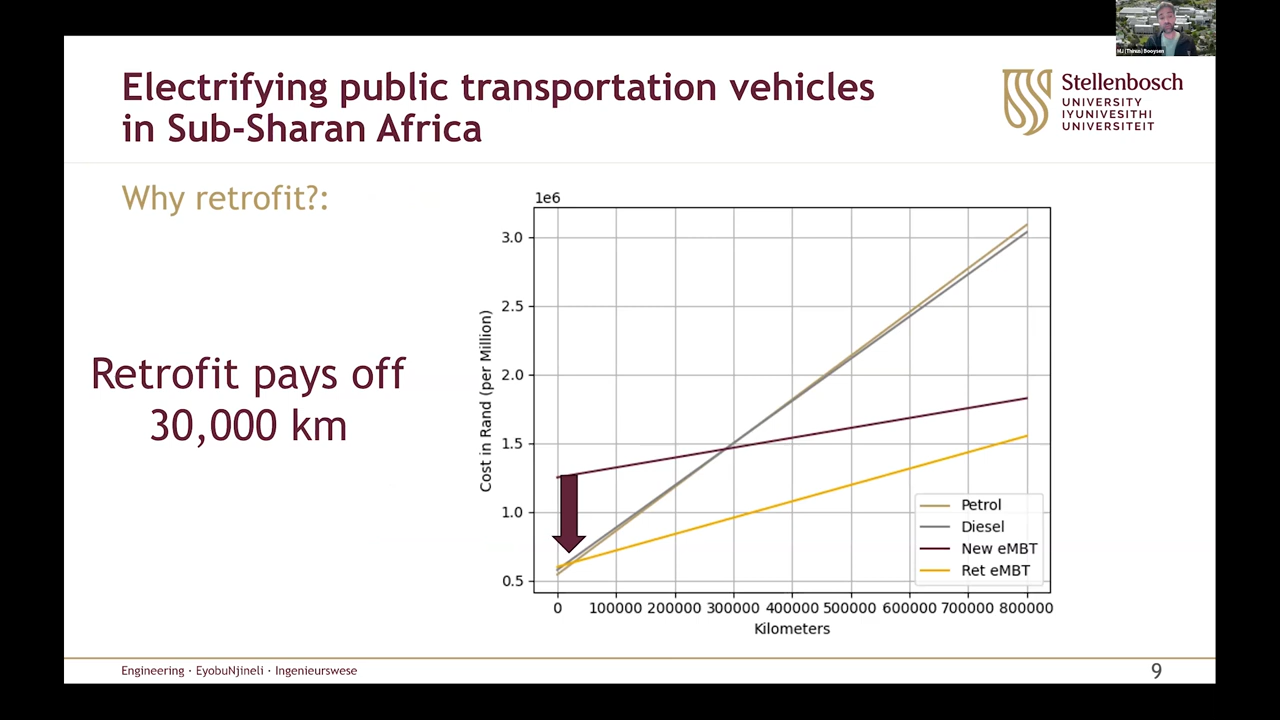 MJ (Thinus) Booysen
Electrifying public transportation vehicles
in Sub-Sharan Africa
Stellenbosch
UNIVERSITY
IYUNIVESITHI
UNIVERSITEIT
Why retrofit?:
Retrofit pays off
30,000 km
1e6
3.0
2.5
2.0
1.5
1.0
0.5
Cost in Rand (per Million)
Petrol
Diesel
New eMBT
Ret eMBT
0 100000 200000 300000 400000 500000 600000 700000 800000
Kilometers
Engineering · EyobuNjineli · Ingenieurswese
9